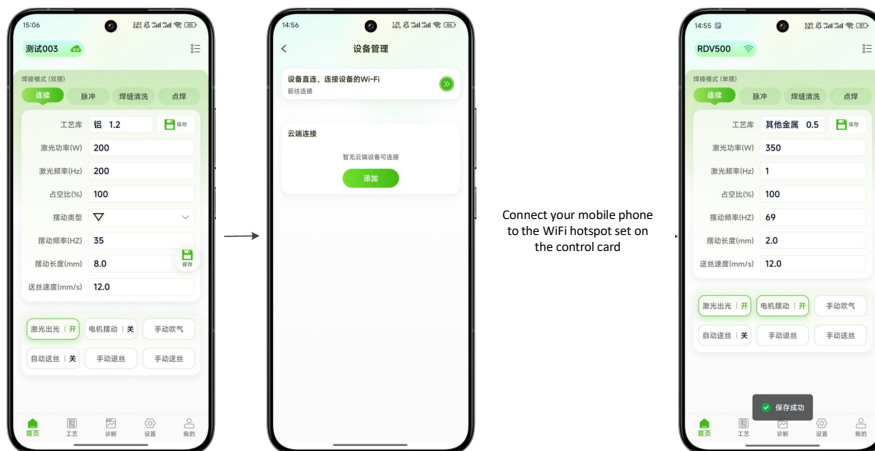 15:06
测试003
焊接模式 (双摆)
连续 脉冲 焊缝清洗 点焊
工艺库 铝 1.2 保存
激光功率(W) 200
激光频率(Hz) 200
占空比(%) 100
摆动类型
摆动频率(HZ) 35
摆动长度(mm) 8.0
保存
送丝速度(mm/s) 12.0
激光出光 | 开 电机摆动 | 关 手动吹气
自动送丝 | 关 手动退丝 手动送丝
首页 工艺 诊断 设置 我的
14:56
设备管理
设备直连，连接设备的Wi-Fi
前往连接
云端连接
暂无云端设备可连接
添加
Connect your mobile phone
to the WiFi hotspot set on
the control card
14:55
RDV500
焊接模式 (单摆)
连续 脉冲 焊缝清洗 点焊
工艺库 其他金属 0.5 保存
激光功率(W) 350
激光频率(Hz) 1
占空比(%) 100
摆动频率(HZ) 69
摆动长度(mm) 2.0
送丝速度(mm/s) 12.0
激光出光 | 开 电机摆动 | 开 手动吹气
自动送丝 | 关 手动退丝 手动送丝
保存成功
首页 工艺 诊断 设置 我的